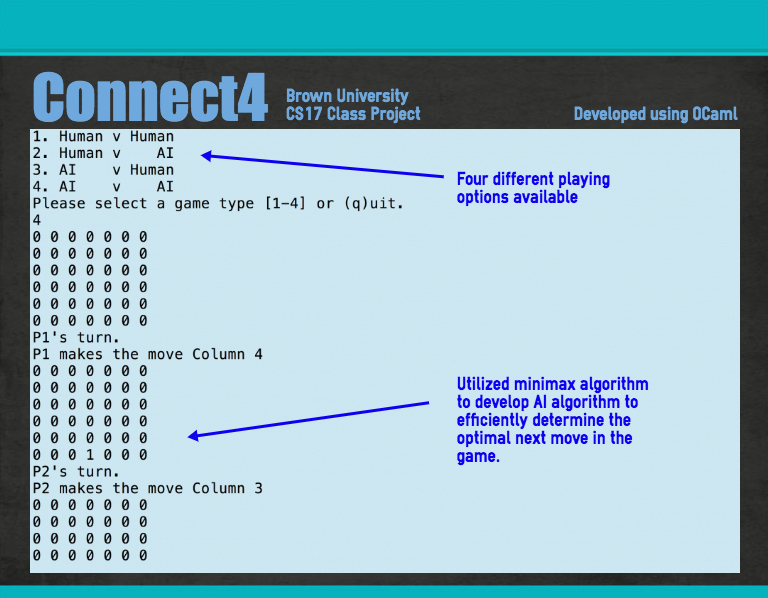 Connect4
Brown University
CS17 Class Project
Developed using OCaml
1. Human v Human
2. Human v    AI
3. AI    v Human
4. AI    v    AI
Please select a game type [1-4] or (q)uit.
4
0 0 0 0 0 0 0
0 0 0 0 0 0 0
0 0 0 0 0 0 0
0 0 0 0 0 0 0
0 0 0 0 0 0 0
0 0 0 0 0 0 0
P1's turn.
P1 makes the move Column 4
0 0 0 0 0 0 0
0 0 0 0 0 0 0
0 0 0 0 0 0 0
0 0 0 0 0 0 0
0 0 0 0 0 0 0
0 0 0 1 0 0 0
P2's turn.
P2 makes the move Column 3
0 0 0 0 0 0 0
0 0 0 0 0 0 0
0 0 0 0 0 0 0
0 0 0 0 0 0 0
Four different playing
options available
Utilized minimax algorithm
to develop AI algorithm to
efficiently determine the
optimal next move in the
game.